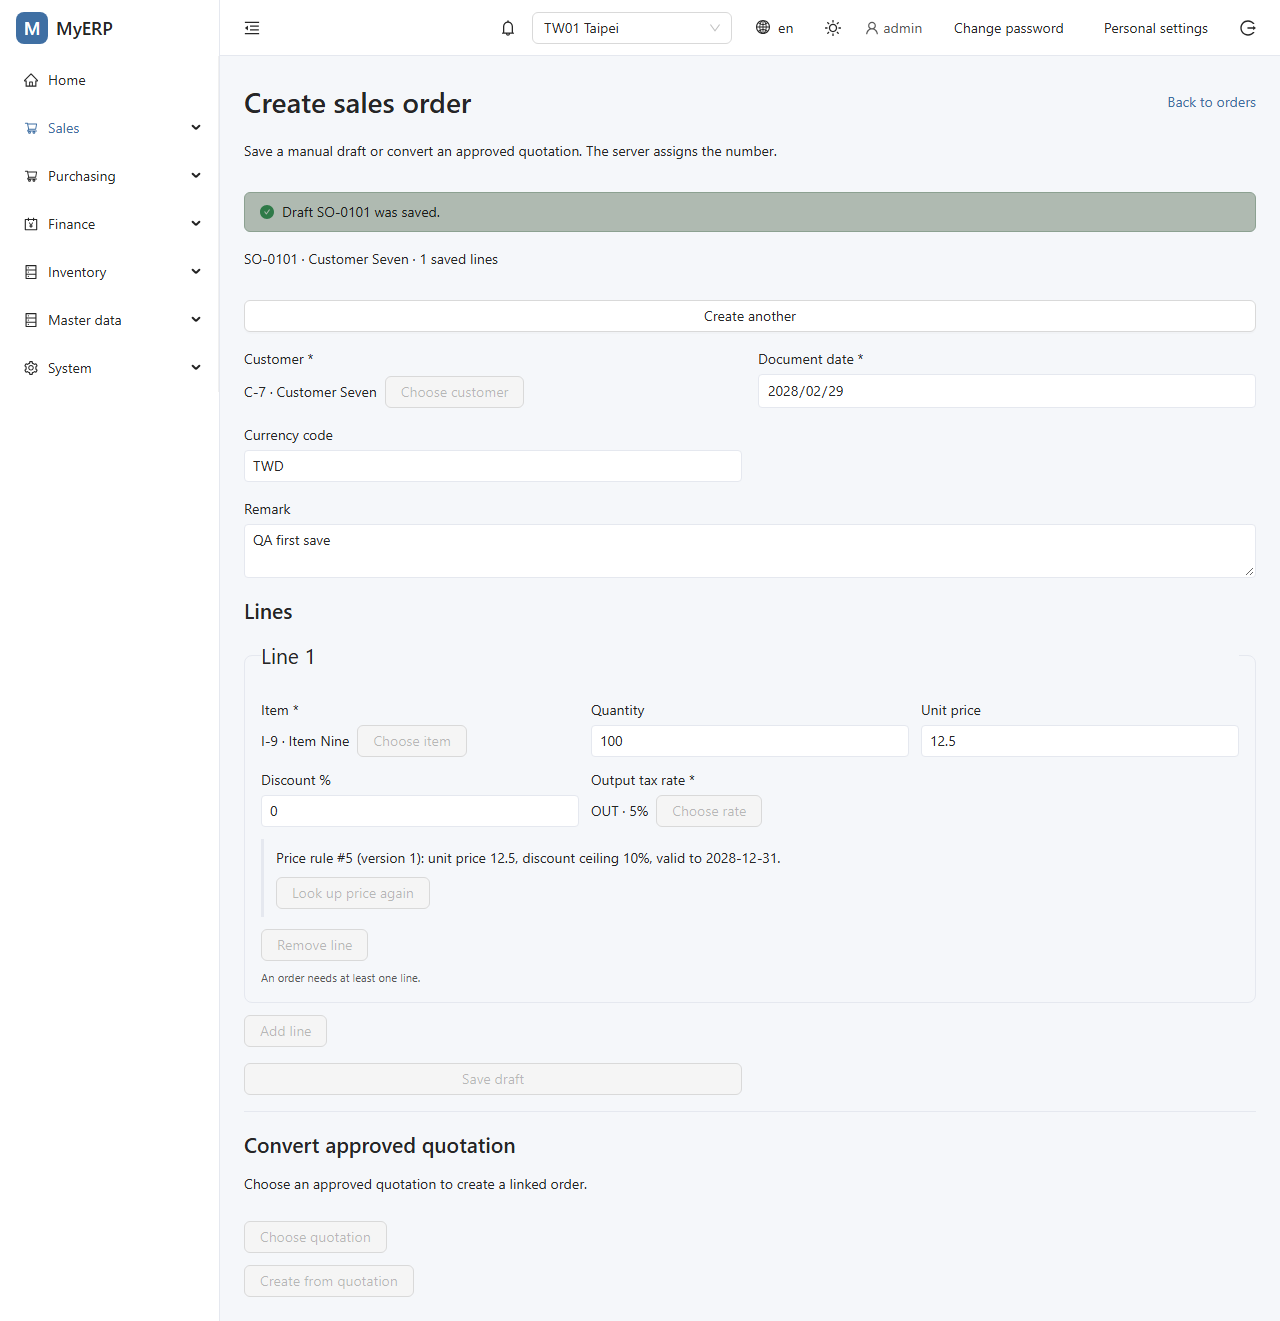 M MyERP
TW01 Taipei
en
admin
Change password
Personal settings
Home
Sales
Purchasing
Finance
Inventory
Master data
System
Create sales order
Back to orders
Save a manual draft or convert an approved quotation. The server assigns the number.
Draft SO-0101 was saved.
SO-0101 · Customer Seven · 1 saved lines
Create another
Customer *
Document date *
C-7 · Customer Seven
Choose customer
2028/02/29
Currency code
TWD
Remark
QA first save
Lines
Line 1
Item *
Quantity
Unit price
I-9 · Item Nine
Choose item
100
12.5
Discount %
Output tax rate *
0
OUT · 5%
Choose rate
Price rule #5 (version 1): unit price 12.5, discount ceiling 10%, valid to 2028-12-31.
Look up price again
Remove line
An order needs at least one line.
Add line
Save draft
Convert approved quotation
Choose an approved quotation to create a linked order.
Choose quotation
Create from quotation